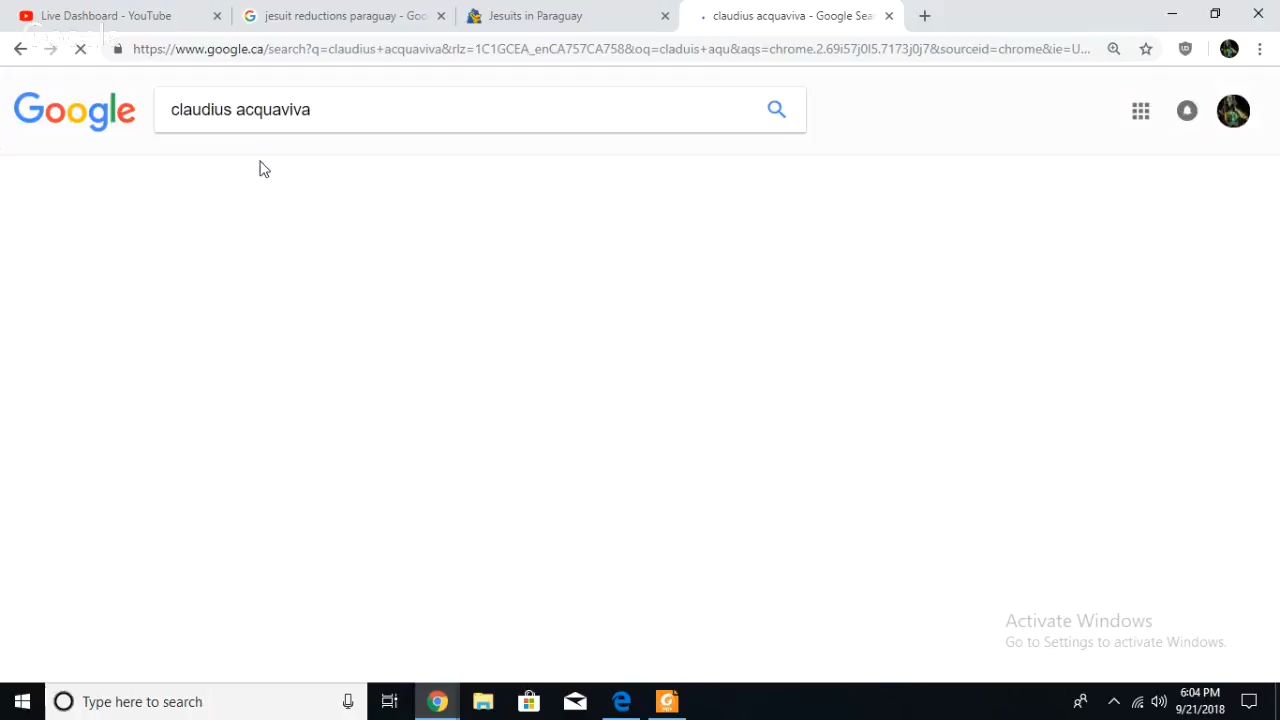 Live Dashboard - YouTube
jesuit reductions paraguay - Goo
Jesuits in Paraguay
claudius acquaviva - Google Sea
https://www.google.ca/search?q=claudius+acquaviva&rlz=1C1GCEA_enCA757CA758&oq=claduis+aqu&aqs=chrome.2.69i57j0l5.7173j0j7&sourceid=chrome&ie=U...
Google
claudius acquaviva
Activate Windows
Go to Settings to activate Windows.
Type here to search
6:04 PM
9/21/2018